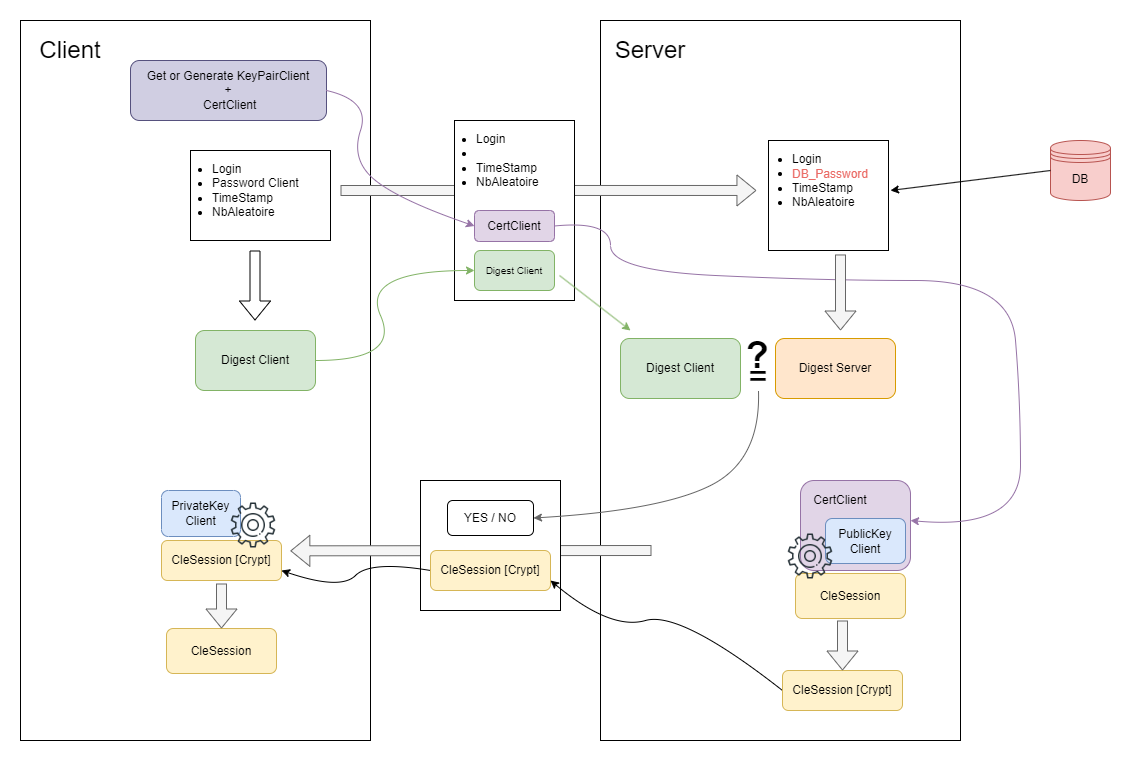 Client
Server
Get or Generate KeyPairClient
+
CertClient
Login
Password Client
TimeStamp
NbAleatoire
Login
TimeStamp
NbAleatoire
CertClient
Digest Client
Login
DB_Password
TimeStamp
NbAleatoire
DB
Digest Client
Digest Client
?
=
Digest Server
PrivateKey
Client
CleSession [Crypt]
CleSession
YES / NO
CleSession [Crypt]
CertClient
PublicKey
Client
CleSession
CleSession [Crypt]